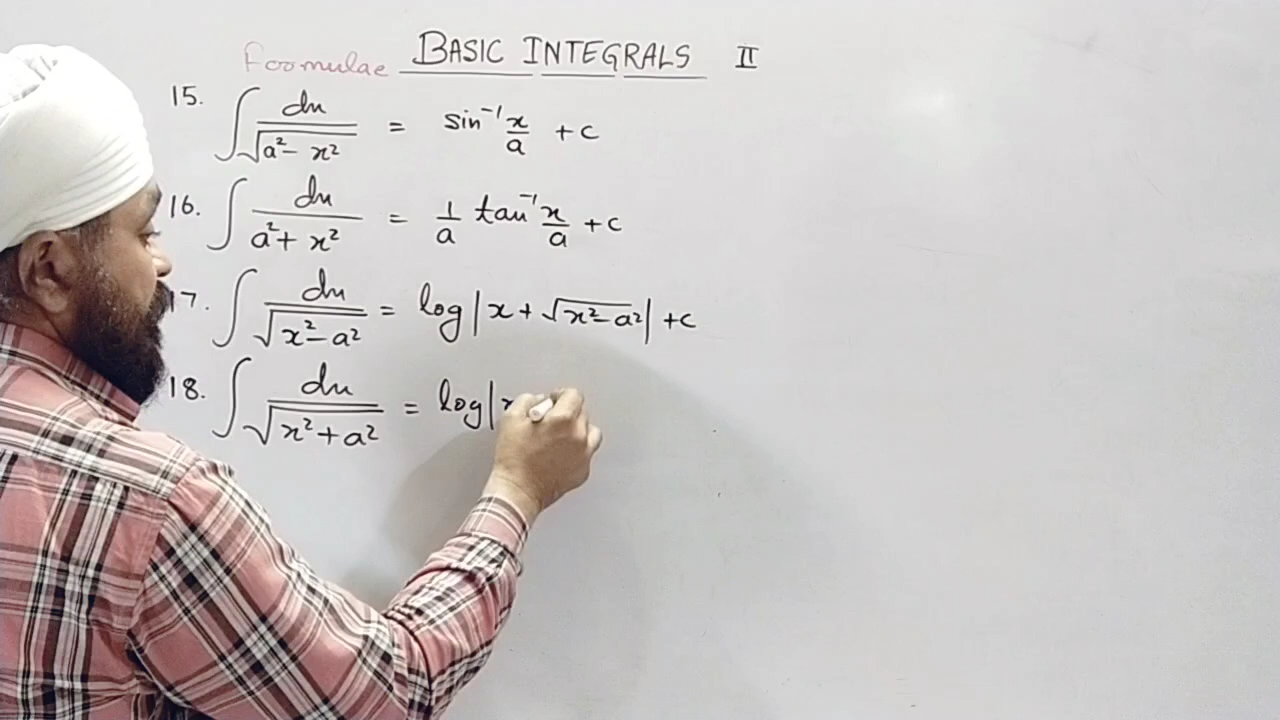 Formulae BASIC INTEGRALS II
15. ∫ dx / √(a² − x²) = sin⁻¹ x/a + c
16. ∫ dx / (a² + x²) = 1/a tan⁻¹ x/a + c
17. ∫ dx / √(x² − a²) = log |x + √(x² − a²)| + c
18. ∫ dx / √(x² + a²) = log |x